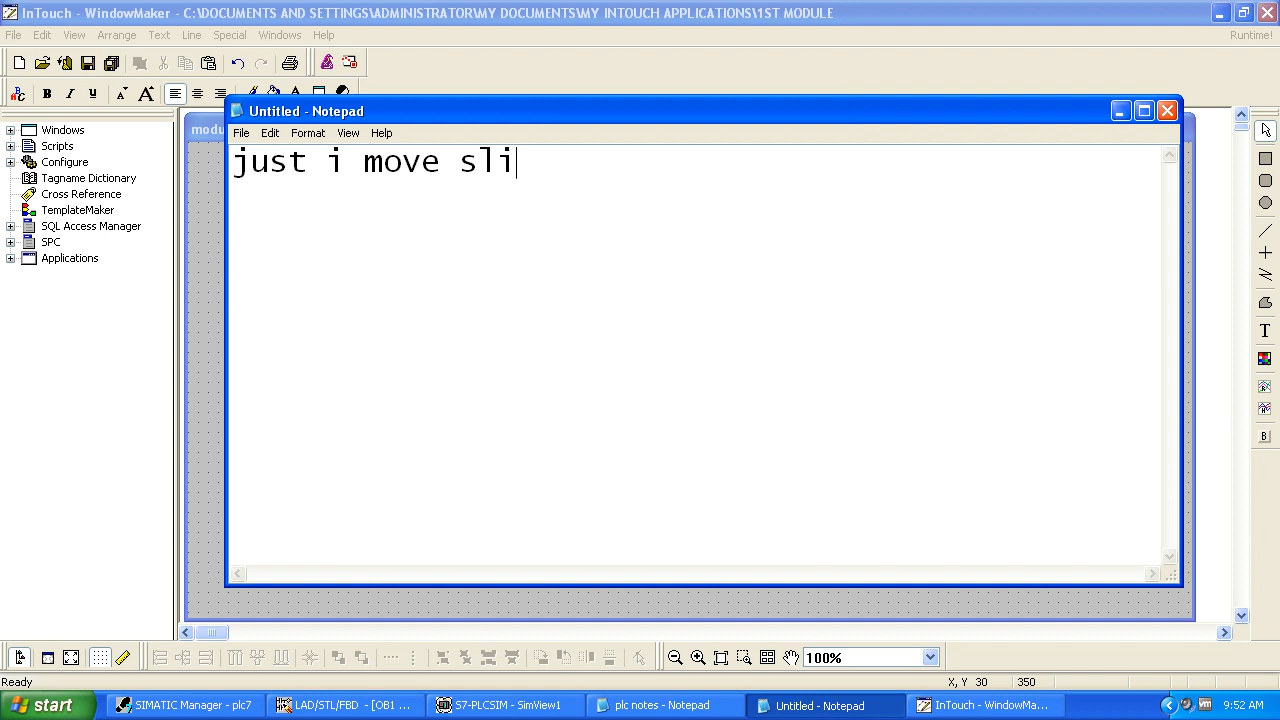 InTouch - WindowMaker - C:\DOCUMENTS AND SETTINGS\ADMINISTRATOR\MY DOCUMENTS\MY INTOUCH APPLICATIONS\1ST MODULE
File Edit View Arrange Text Line Special Windows Help Runtime!
Untitled - Notepad
modu
File Edit Format View Help
just i move sli
Windows
Scripts
Configure
Tagname Dictionary
Cross Reference
TemplateMaker
SQL Access Manager
SPC
Applications
100%
Ready X, Y 30 350
start SIMATIC Manager - plc7 LAD/STL/FBD - [OB1 ... S7-PLCSIM - SimView1 plc notes - Notepad Untitled - Notepad InTouch - WindowMa... 9:52 AM